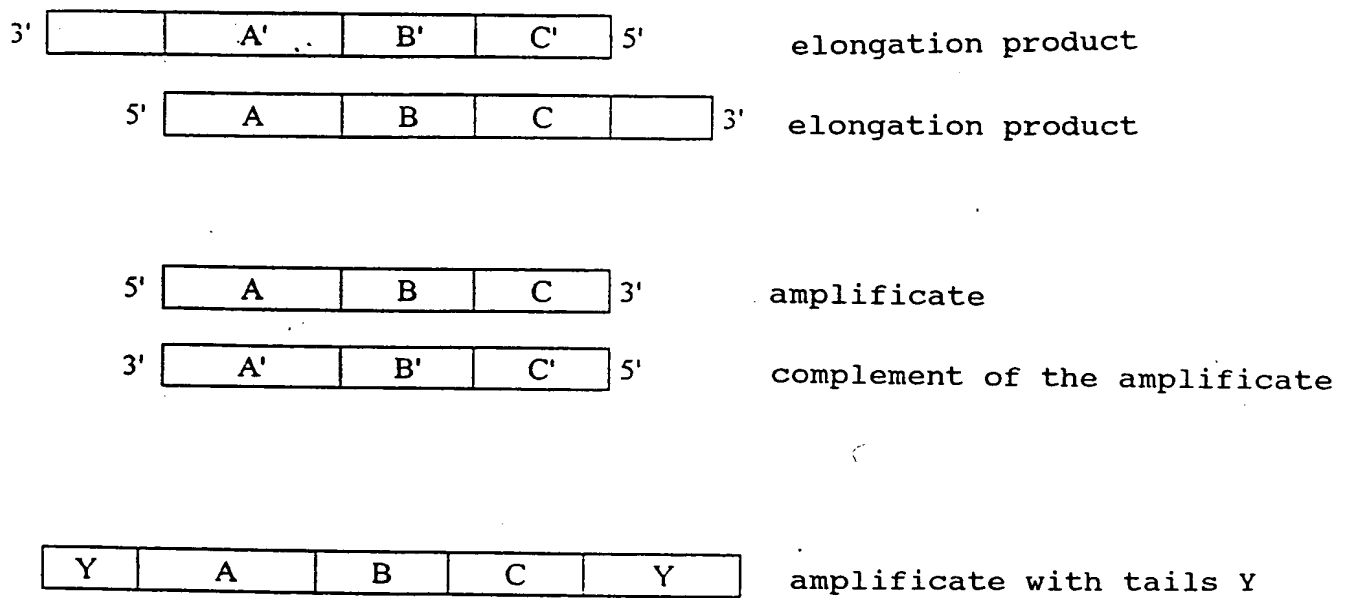 3' A' B' C' 5' elongation product
5' A B C 3' elongation product
5' A B C 3' amplificate
3' A' B' C' 5' complement of the amplificate
Y A B C Y amplificate with tails Y